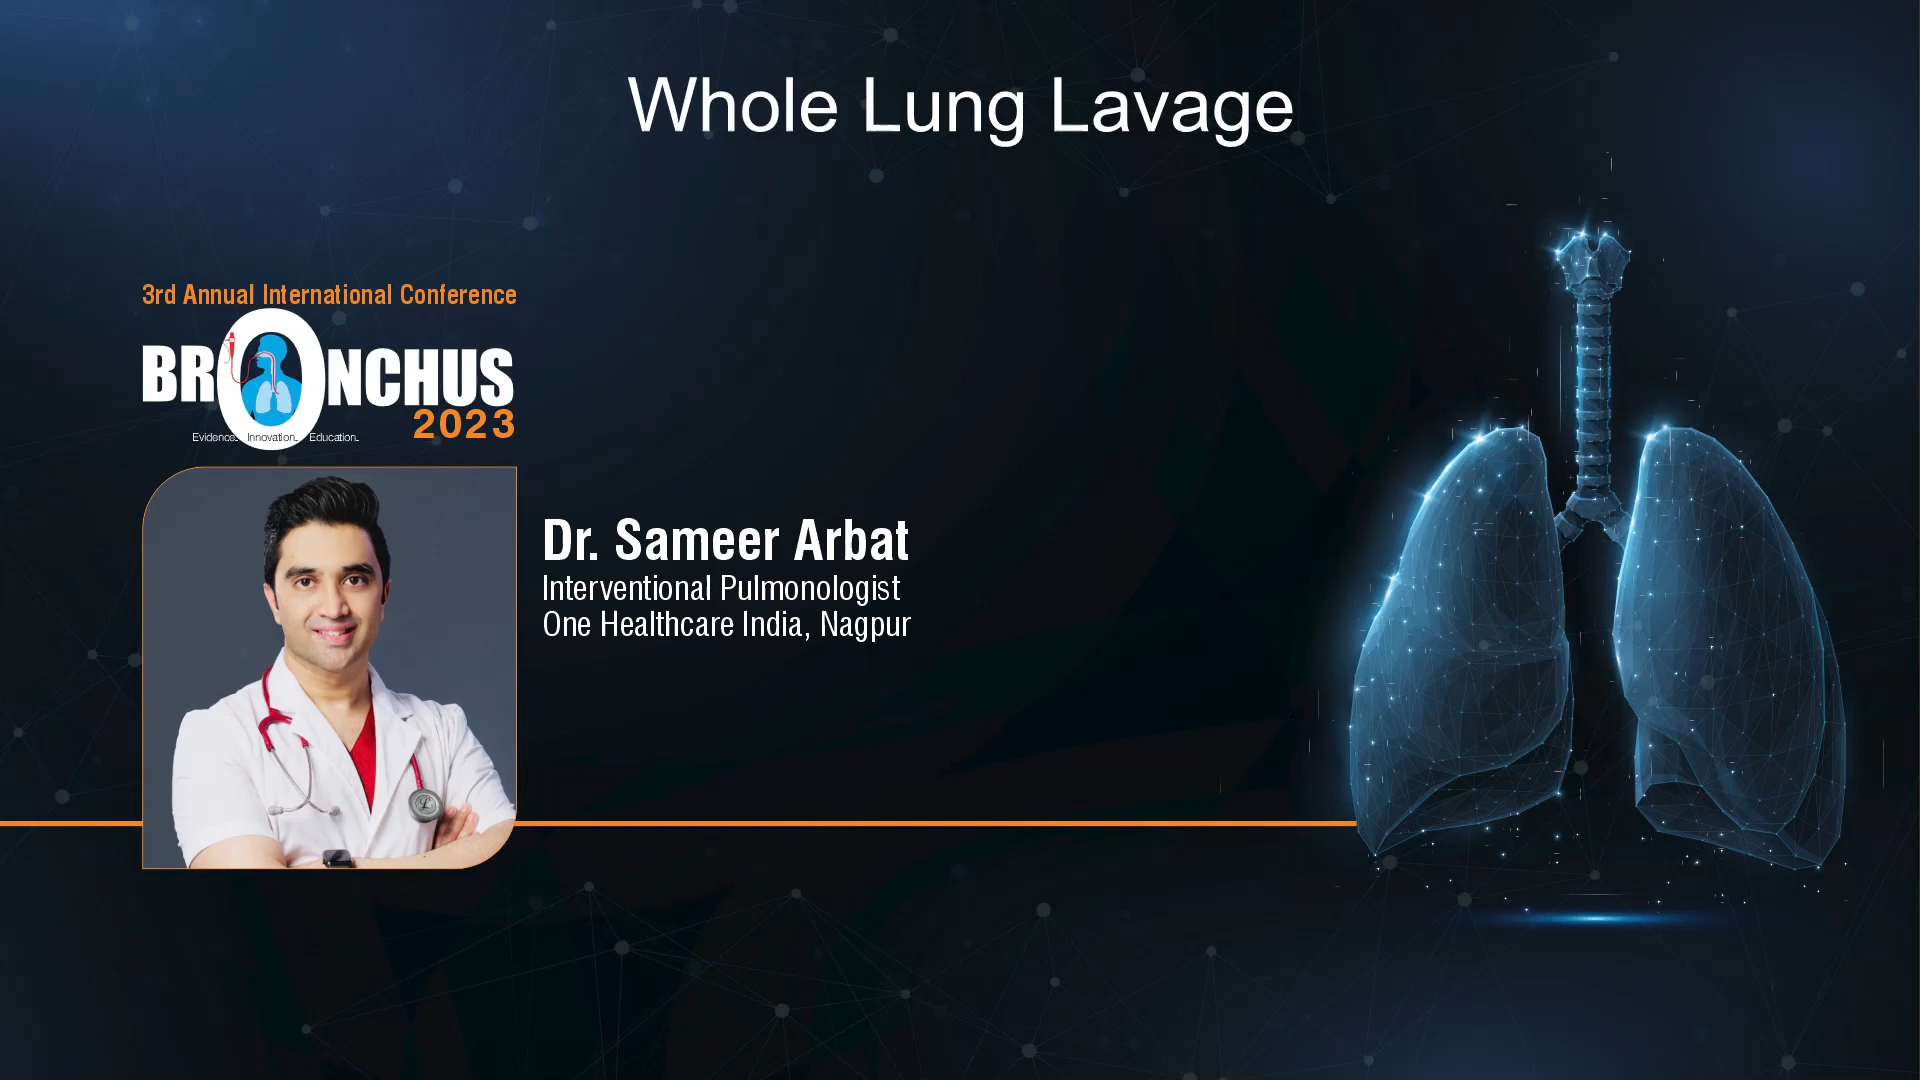 Whole Lung Lavage
3rd Annual International Conference
BRONCHUS
2023
Evidence. Innovation. Education.
Dr. Sameer Arbat
Interventional Pulmonologist
One Healthcare India, Nagpur